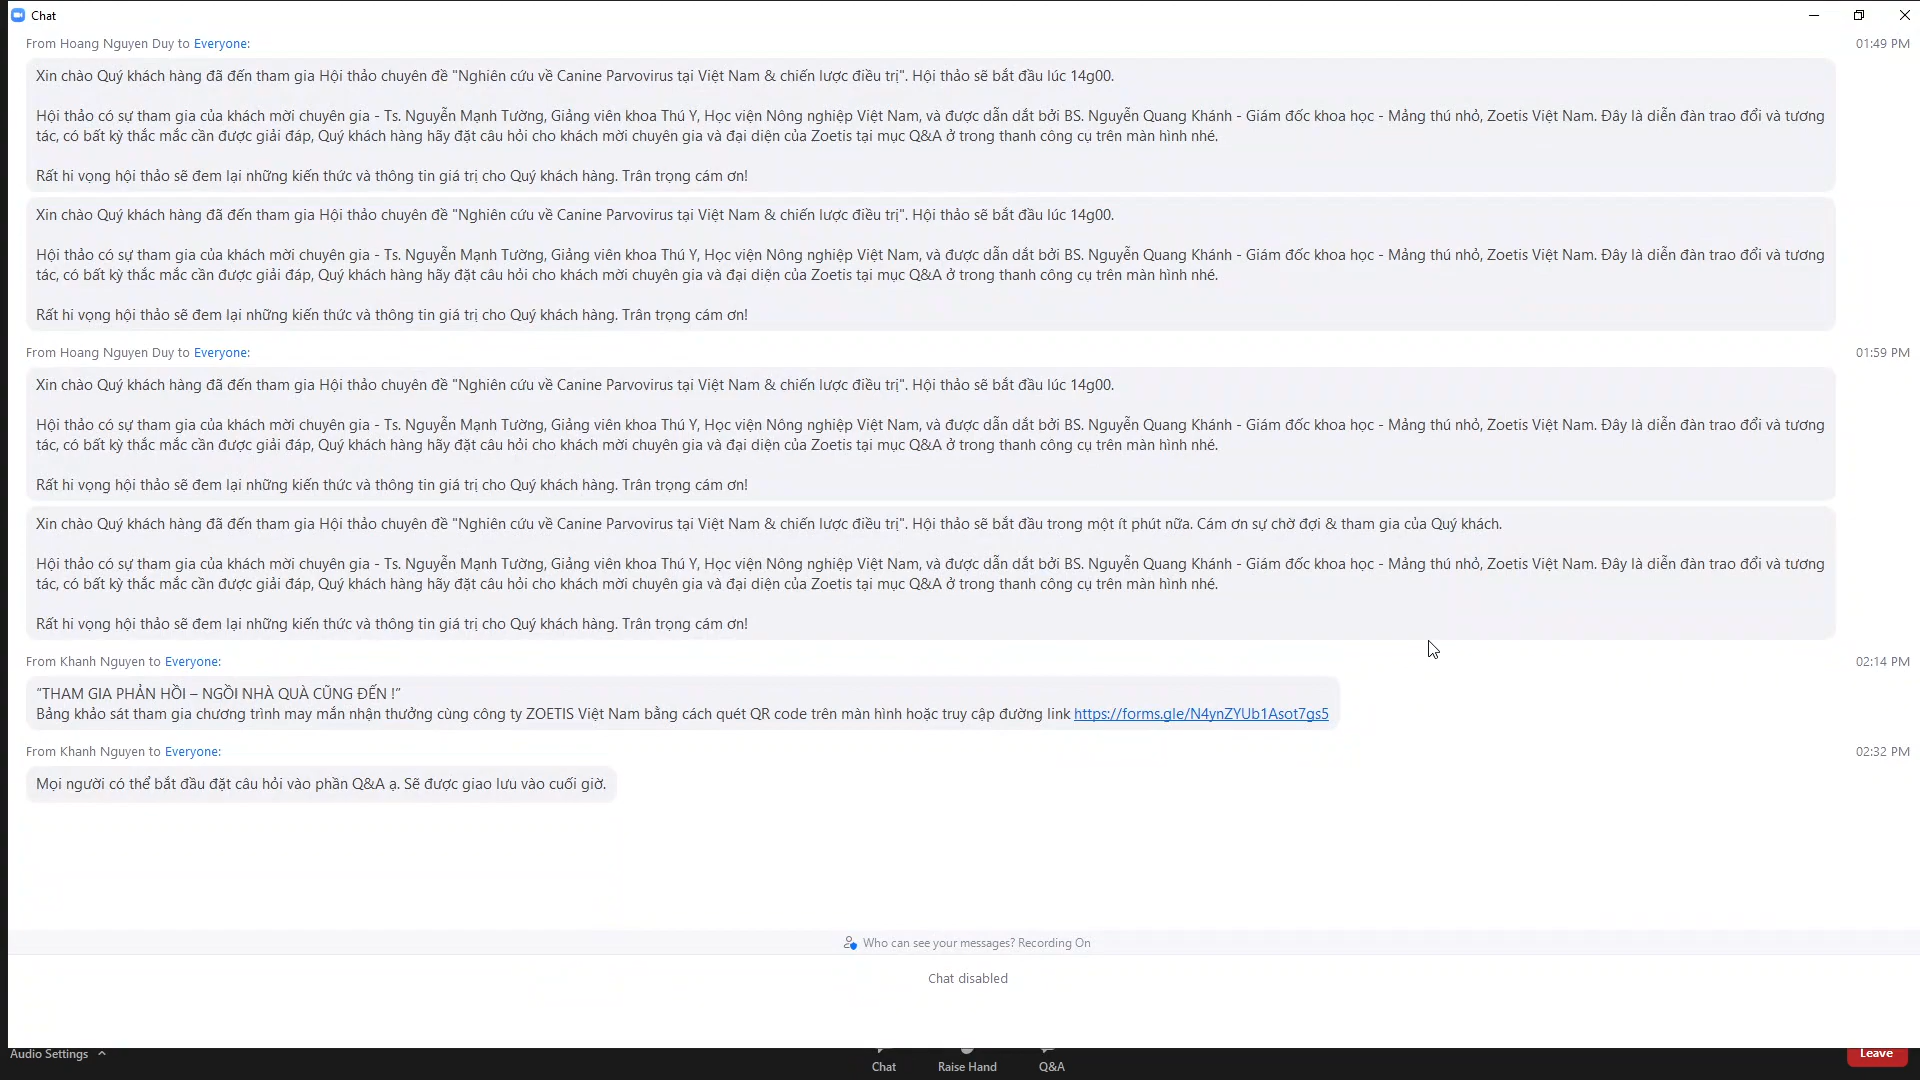 Chat
From Hoang Nguyen Duy to Everyone:
01:49 PM
Xin chào Quý khách hàng đã đến tham gia Hội thảo chuyên đề "Nghiên cứu về Canine Parvovirus tại Việt Nam & chiến lược điều trị". Hội thảo sẽ bắt đầu lúc 14g00.
Hội thảo có sự tham gia của khách mời chuyên gia - Ts. Nguyễn Mạnh Tường, Giảng viên khoa Thú Y, Học viện Nông nghiệp Việt Nam, và được dẫn dắt bởi BS. Nguyễn Quang Khánh - Giám đốc khoa học - Mảng thú nhỏ, Zoetis Việt Nam. Đây là diễn đàn trao đổi và tương
tác, có bất kỳ thắc mắc cần được giải đáp, Quý khách hàng hãy đặt câu hỏi cho khách mời chuyên gia và đại diện của Zoetis tại mục Q&A ở trong thanh công cụ trên màn hình nhé.
Rất hi vọng hội thảo sẽ đem lại những kiến thức và thông tin giá trị cho Quý khách hàng. Trân trọng cám ơn!
Xin chào Quý khách hàng đã đến tham gia Hội thảo chuyên đề "Nghiên cứu về Canine Parvovirus tại Việt Nam & chiến lược điều trị". Hội thảo sẽ bắt đầu lúc 14g00.
Hội thảo có sự tham gia của khách mời chuyên gia - Ts. Nguyễn Mạnh Tường, Giảng viên khoa Thú Y, Học viện Nông nghiệp Việt Nam, và được dẫn dắt bởi BS. Nguyễn Quang Khánh - Giám đốc khoa học - Mảng thú nhỏ, Zoetis Việt Nam. Đây là diễn đàn trao đổi và tương
tác, có bất kỳ thắc mắc cần được giải đáp, Quý khách hàng hãy đặt câu hỏi cho khách mời chuyên gia và đại diện của Zoetis tại mục Q&A ở trong thanh công cụ trên màn hình nhé.
Rất hi vọng hội thảo sẽ đem lại những kiến thức và thông tin giá trị cho Quý khách hàng. Trân trọng cám ơn!
From Hoang Nguyen Duy to Everyone:
01:59 PM
Xin chào Quý khách hàng đã đến tham gia Hội thảo chuyên đề "Nghiên cứu về Canine Parvovirus tại Việt Nam & chiến lược điều trị". Hội thảo sẽ bắt đầu lúc 14g00.
Hội thảo có sự tham gia của khách mời chuyên gia - Ts. Nguyễn Mạnh Tường, Giảng viên khoa Thú Y, Học viện Nông nghiệp Việt Nam, và được dẫn dắt bởi BS. Nguyễn Quang Khánh - Giám đốc khoa học - Mảng thú nhỏ, Zoetis Việt Nam. Đây là diễn đàn trao đổi và tương
tác, có bất kỳ thắc mắc cần được giải đáp, Quý khách hàng hãy đặt câu hỏi cho khách mời chuyên gia và đại diện của Zoetis tại mục Q&A ở trong thanh công cụ trên màn hình nhé.
Rất hi vọng hội thảo sẽ đem lại những kiến thức và thông tin giá trị cho Quý khách hàng. Trân trọng cám ơn!
Xin chào Quý khách hàng đã đến tham gia Hội thảo chuyên đề "Nghiên cứu về Canine Parvovirus tại Việt Nam & chiến lược điều trị". Hội thảo sẽ bắt đầu trong một ít phút nữa. Cám ơn sự chờ đợi & tham gia của Quý khách.
Hội thảo có sự tham gia của khách mời chuyên gia - Ts. Nguyễn Mạnh Tường, Giảng viên khoa Thú Y, Học viện Nông nghiệp Việt Nam, và được dẫn dắt bởi BS. Nguyễn Quang Khánh - Giám đốc khoa học - Mảng thú nhỏ, Zoetis Việt Nam. Đây là diễn đàn trao đổi và tương
tác, có bất kỳ thắc mắc cần được giải đáp, Quý khách hàng hãy đặt câu hỏi cho khách mời chuyên gia và đại diện của Zoetis tại mục Q&A ở trong thanh công cụ trên màn hình nhé.
Rất hi vọng hội thảo sẽ đem lại những kiến thức và thông tin giá trị cho Quý khách hàng. Trân trọng cám ơn!
From Khanh Nguyen to Everyone:
02:14 PM
“THAM GIA PHẢN HỒI – NGỒI NHÀ QUÀ CŨNG ĐẾN !”
Bảng khảo sát tham gia chương trình may mắn nhận thưởng cùng công ty ZOETIS Việt Nam bằng cách quét QR code trên màn hình hoặc truy cập đường link https://forms.gle/N4ynZYUb1Asot7gs5
From Khanh Nguyen to Everyone:
02:32 PM
Mọi người có thể bắt đầu đặt câu hỏi vào phần Q&A ạ. Sẽ được giao lưu vào cuối giờ.
Who can see your messages? Recording On
Chat disabled
Audio Settings
Chat
Raise Hand
Q&A
Leave